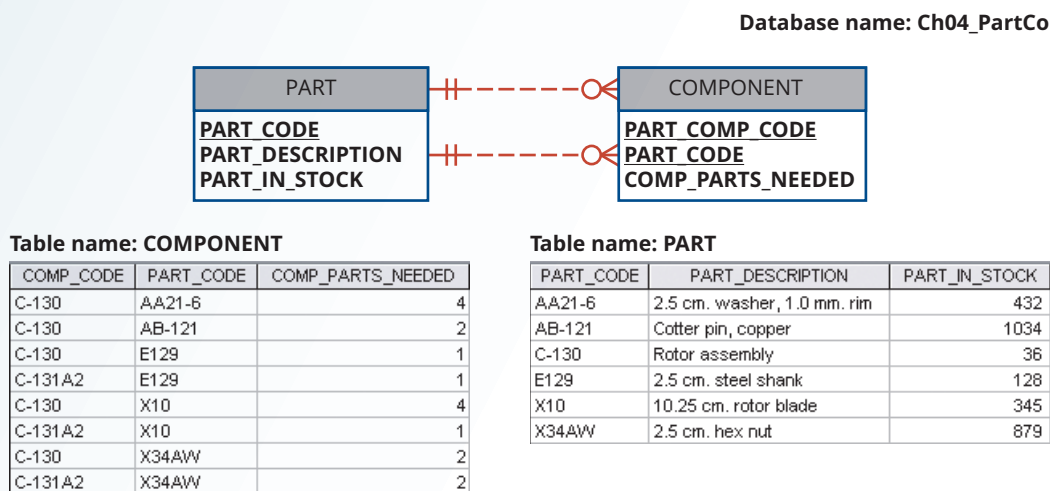 Database name: Ch04_PartCo
PART
PART_CODE
PART_DESCRIPTION
PART_IN_STOCK
COMPONENT
PART_COMP_CODE
PART_CODE
COMP_PARTS_NEEDED
Table name: COMPONENT
COMP_CODE PART_CODE COMP_PARTS_NEEDED
C-130 AA21-6 4
C-130 AB-121 2
C-130 E129 1
C-131A2 E129 1
C-130 X10 4
C-131A2 X10 1
C-130 X34AW 2
C-131A2 X34AW 2
Table name: PART
PART_CODE PART_DESCRIPTION PART_IN_STOCK
AA21-6 2.5 cm. washer, 1.0 mm. rim 432
AB-121 Cotter pin, copper 1034
C-130 Rotor assembly 36
E129 2.5 cm. steel shank 128
X10 10.25 cm. rotor blade 345
X34AW 2.5 cm. hex nut 879